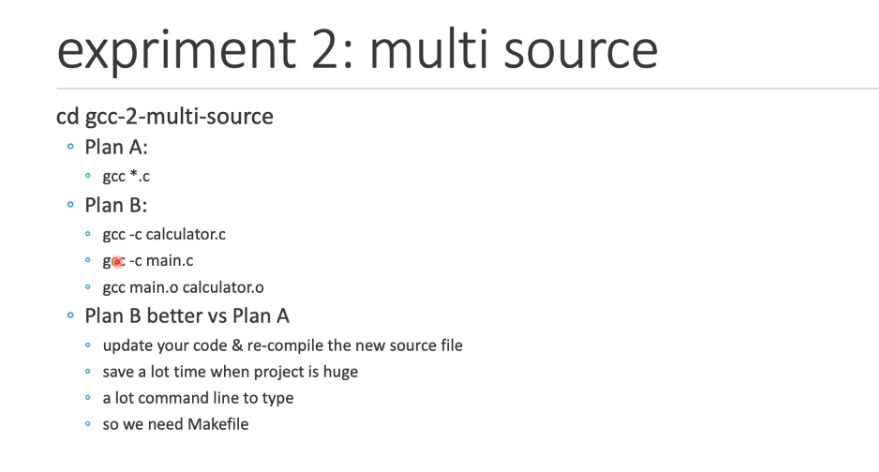 expriment 2: multi source
cd gcc-2-multi-source
Plan A:
gcc *.c
Plan B:
gcc -c calculator.c
gcc -c main.c
gcc main.o calculator.o
Plan B better vs Plan A
update your code & re-compile the new source file
save a lot time when project is huge
a lot command line to type
so we need Makefile